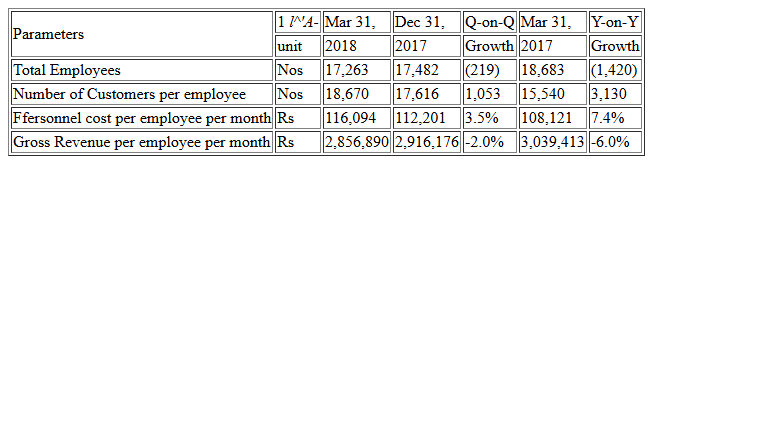 Parameters 1 l^'A- Mar 31, Dec 31, Q-on-Q Mar 31, Y-on-Y
unit 2018 2017 Growth 2017 Growth
Total Employees Nos 17,263 17,482 (219) 18,683 (1,420)
Number of Customers per employee Nos 18,670 17,616 1,053 15,540 3,130
Ffersonnel cost per employee per month Rs 116,094 112,201 3.5% 108,121 7.4%
Gross Revenue per employee per month Rs 2,856,890 2,916,176 -2.0% 3,039,413 -6.0%